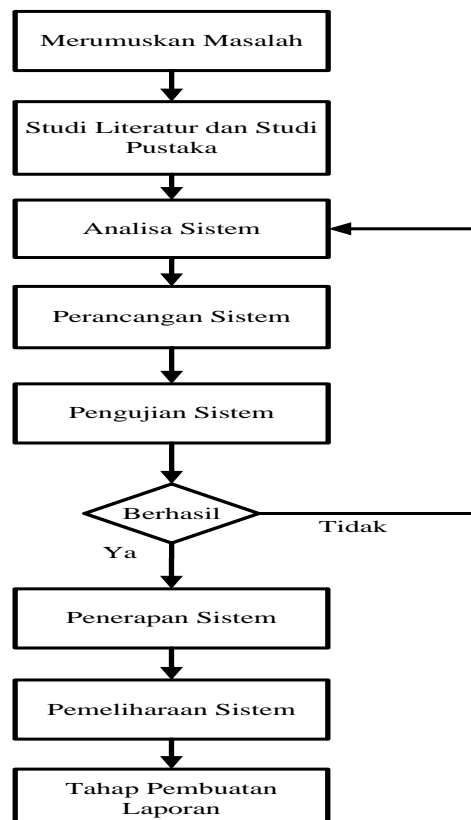 Merumuskan Masalah
Studi Literatur dan Studi
Pustaka
Analisa Sistem
Perancangan Sistem
Pengujian Sistem
Berhasil
Tidak
Ya
Penerapan Sistem
Pemeliharaan Sistem
Tahap Pembuatan
Laporan